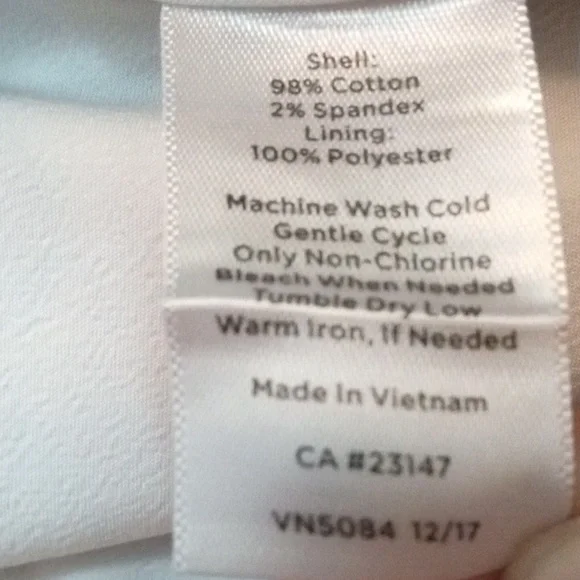 Shell:
98% Cotton
2% Spandex
Lining:
100% Polyester
Machine Wash Cold
Gentle Cycle
Only Non-Chlorine
Bleach When Needed
Tumble Dry Low
Warm Iron, If Needed
Made In Vietnam
CA #23147
VN5084 12/17